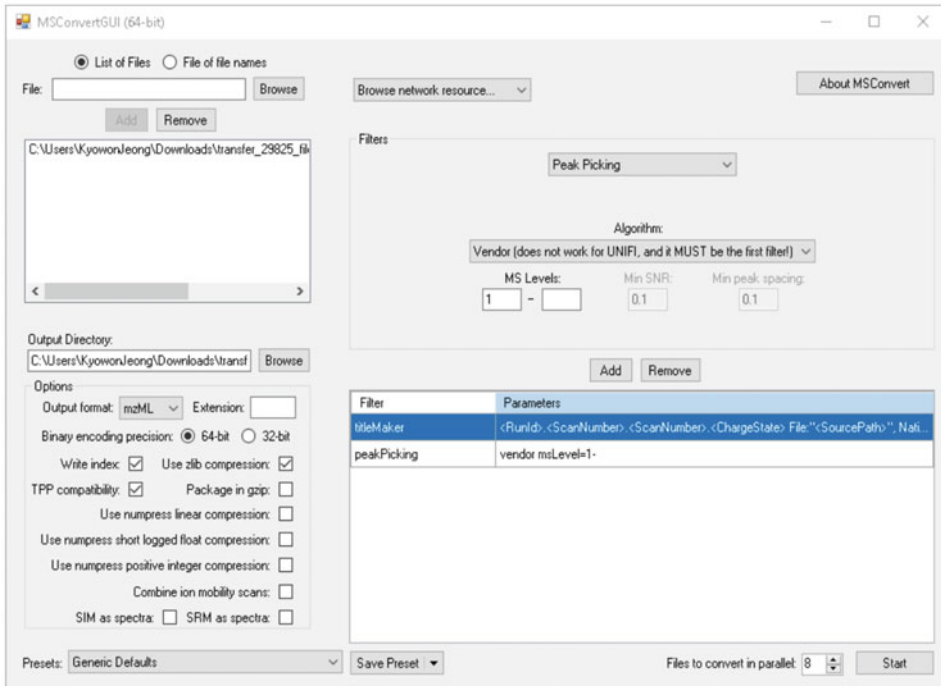 MSConvertGUI (64-bit)
List of Files File of file names
File: Browse
Add Remove
C:\Users\KyowonJeong\Downloads\transfer_29825_fil
Output Directory:
C:\Users\KyowonJeong\Downloads\transf Browse
Options
Output format: mzML Extension:
Binary encoding precision: 64-bit 32-bit
Write index: Use zlib compression:
TPP compatibility: Package in gzip:
Use numpress linear compression:
Use numpress short logged float compression:
Use numpress positive integer compression:
Combine ion mobility scans:
SIM as spectra: SRM as spectra:
Presets: Generic Defaults Save Preset
Browse network resource... About MSConvert
Filters
Peak Picking
Algorithm:
Vendor (does not work for UNIFI, and it MUST be the first filter!)
MS Levels: Min SNR: Min peak spacing:
1 - 0.1 0.1
Add Remove
Filter Parameters
titleMaker <RunId>.<ScanNumber>.<ScanNumber>.<ChargeState> File:"<SourcePath>", Nati...
peakPicking vendor msLevel=1-
Files to convert in parallel: 8 Start